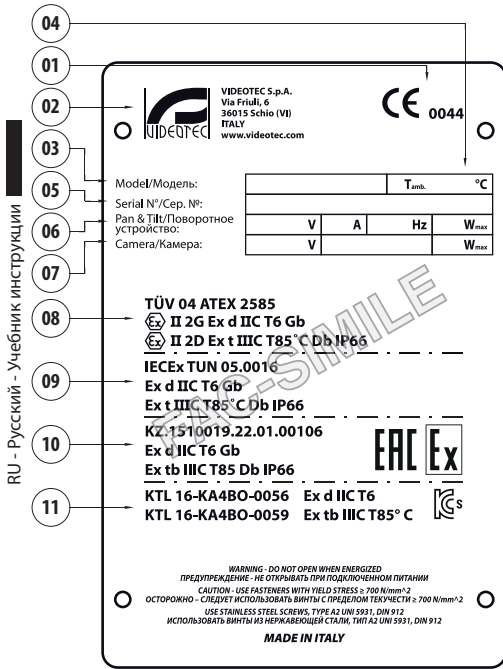 04
01
02
03
05
06
07
08
09
10
11
RU - Русский - Учебник инструкции
VIDEOTEC
VIDEOTEC S.p.A.
Via Friuli, 6
36015 Schio (VI)
ITALY
www.videotec.com
CE 0044
Model/Модель:
Tamb. °C
Serial N°/Сер. №:
Pan & Tilt/Поворотное
устройство:
V A Hz Wmax
Camera/Камера:
V Wmax
TÜV 04 ATEX 2585
Ex II 2G Ex d IIC T6 Gb
Ex II 2D Ex t IIIC T85°C Db IP66
IECEx TUN 05.0016
Ex d IIC T6 Gb
Ex t IIIC T85°C Db IP66
KZ.1510019.22.01.00106
Ex d IIC T6 Gb
Ex tb IIIC T85 Db IP66
EAC Ex
KTL 16-KA4BO-0056 Ex d IIC T6
KTL 16-KA4BO-0059 Ex tb IIIC T85° C
KCs
FAC-SIMILE
WARNING - DO NOT OPEN WHEN ENERGIZED
ПРЕДУПРЕЖДЕНИЕ - НЕ ОТКРЫВАТЬ ПРИ ПОДКЛЮЧЕННОМ ПИТАНИИ
CAUTION - USE FASTENERS WITH YIELD STRESS ≥ 700 N/mm^2
ОСТОРОЖНО – СЛЕДУЕТ ИСПОЛЬЗОВАТЬ ВИНТЫ С ПРЕДЕЛОМ ТЕКУЧЕСТИ ≥ 700 N/mm^2
USE STAINLESS STEEL SCREWS, TYPE A2 UNI 5931, DIN 912
ИСПОЛЬЗОВАТЬ ВИНТЫ ИЗ НЕРЖАВЕЮЩЕЙ СТАЛИ, ТИП A2 UNI 5931, DIN 912
MADE IN ITALY